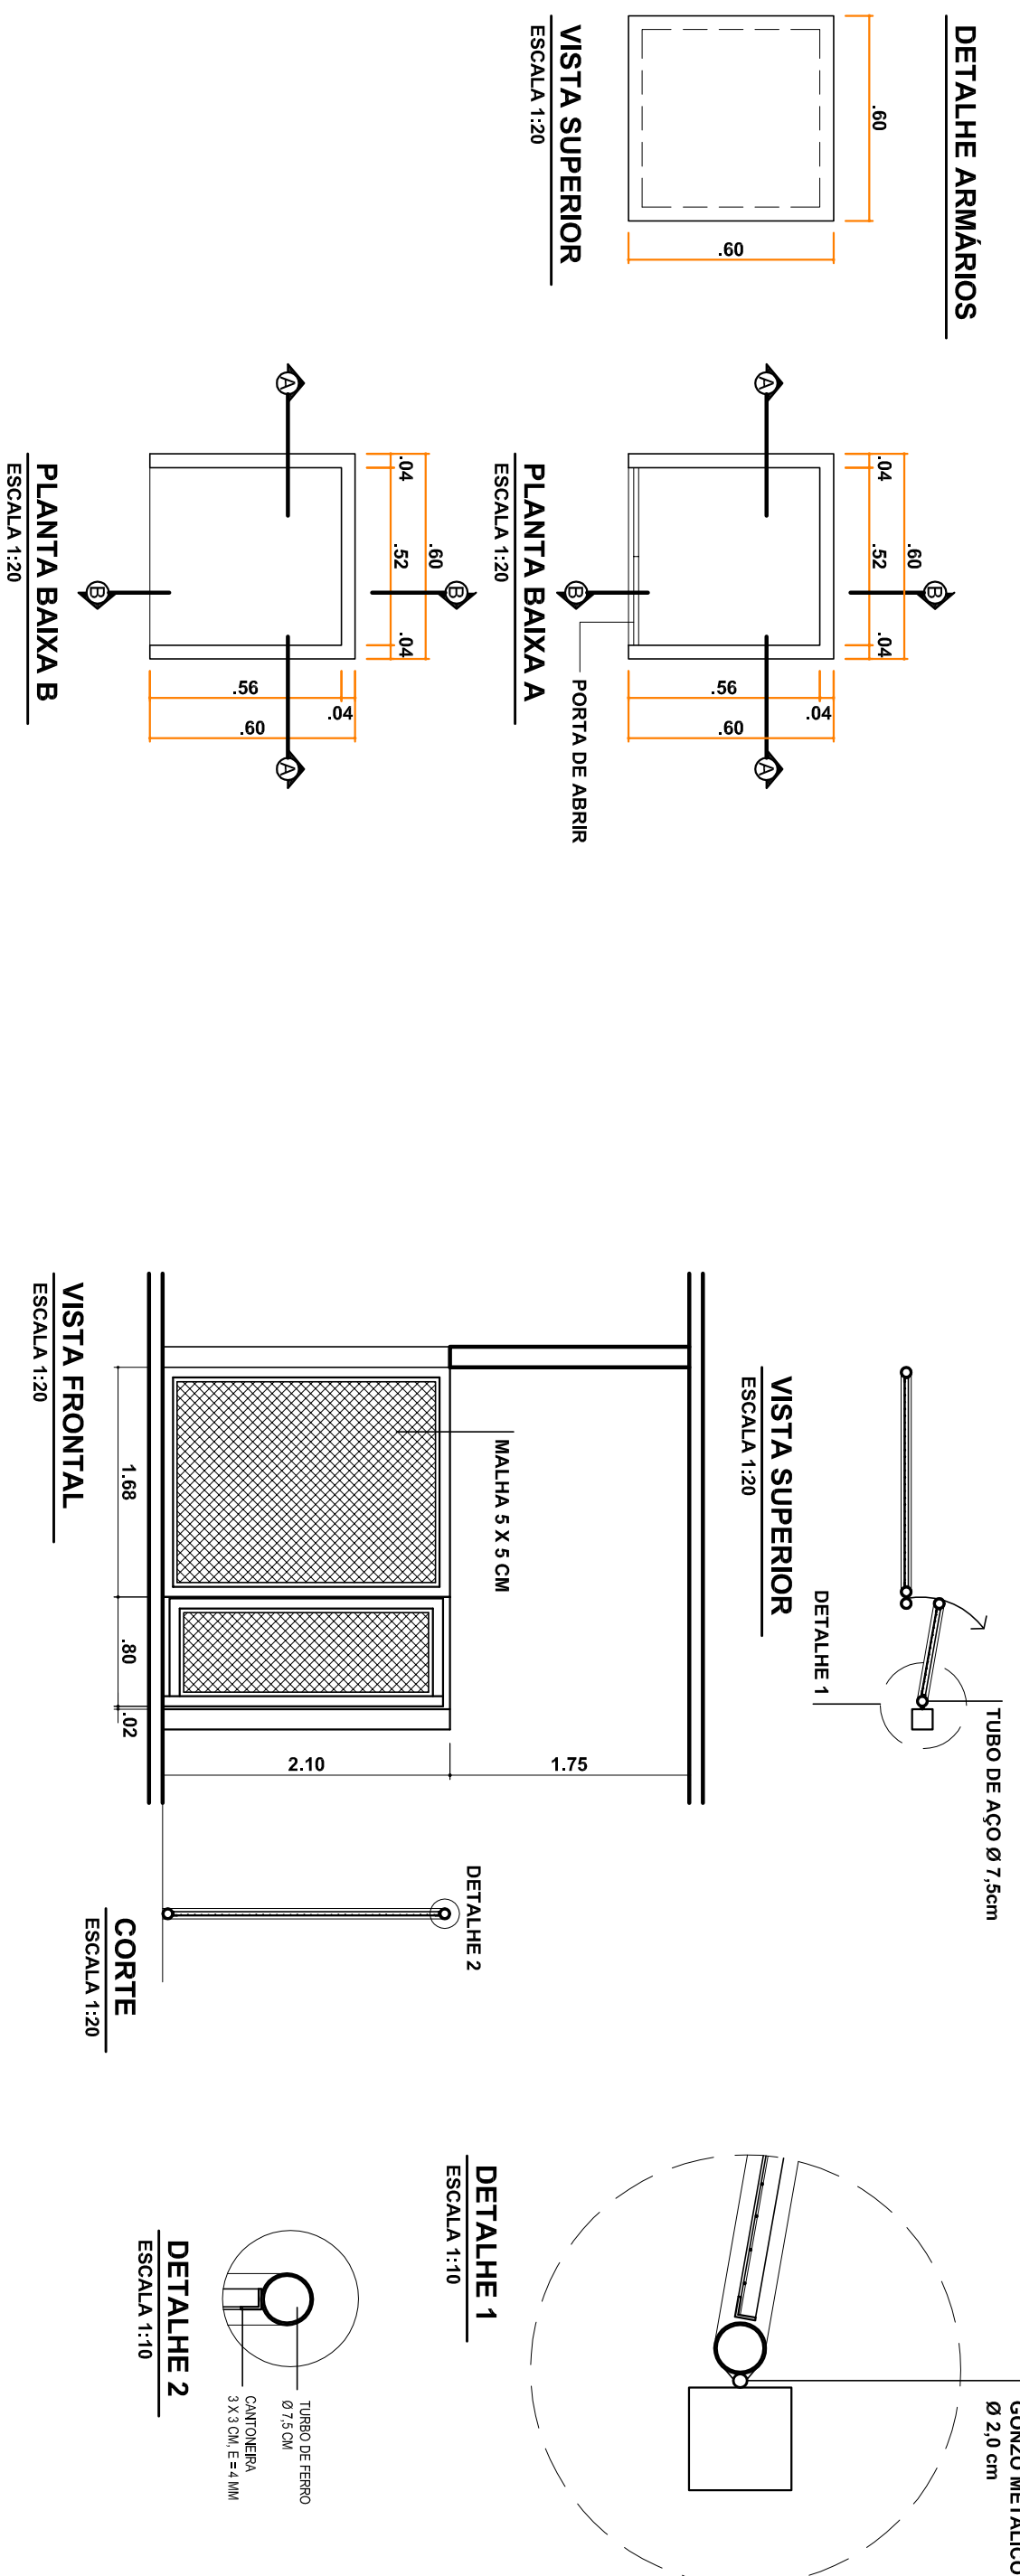 DETALHE ARMÁRIOS
.60
.60
VISTA SUPERIOR
ESCALA 1:20
A
A
B
B
.60
.04
.52
.04
.56
.04
.60
PORTA DE ABRIR
PLANTA BAIXA A
ESCALA 1:20
A
A
B
B
.60
.04
.52
.04
.56
.04
.60
PLANTA BAIXA B
ESCALA 1:20
TUBO DE AÇO Ø 7,5cm
DETALHE 1
VISTA SUPERIOR
ESCALA 1:20
MALHA 5 X 5 CM
1.75
2.10
1.68
.80
.02
VISTA FRONTAL
ESCALA 1:20
DETALHE 2
CORTE
ESCALA 1:20
GONZO METÁLICO
Ø 2,0 cm
DETALHE 1
ESCALA 1:10
TURBO DE FERRO
Ø 7,5 CM
CANTONEIRA
3 X 3 CM, E = 4 MM
DETALHE 2
ESCALA 1:10